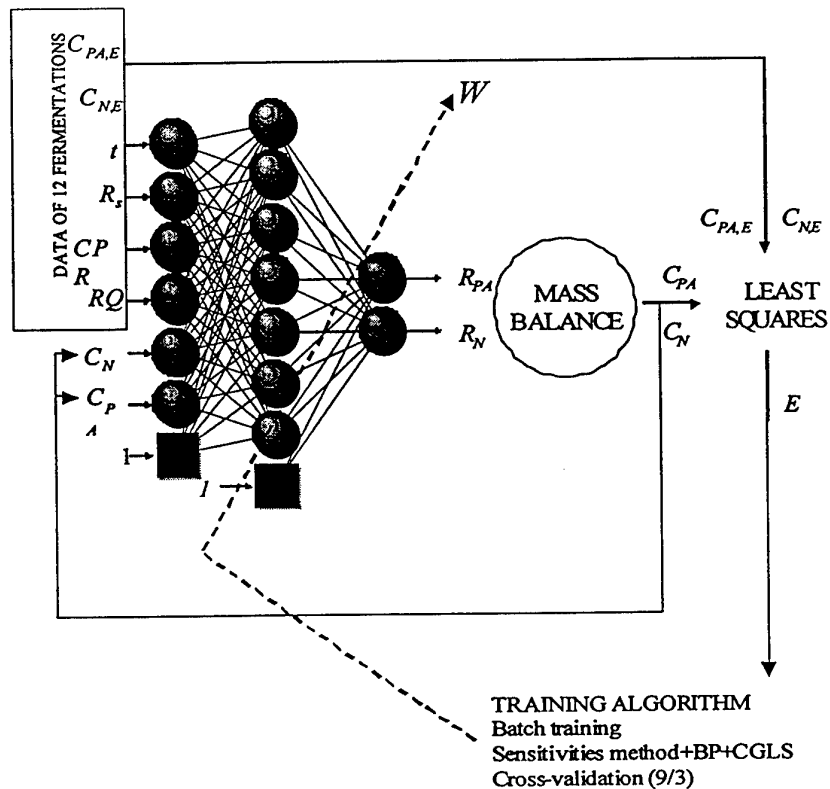 DATA OF 12 FERMENTATIONS
C_{PA,E}
C_{N,E}
t
R_s
CP
R
RQ
C_N
C_P
A
1
1
W
R_{PA}
R_N
MASS
BALANCE
C_{PA}
C_N
C_{PA,E} C_{N,E}
LEAST
SQUARES
E
TRAINING ALGORITHM
Batch training
Sensitivities method+BP+CGLS
Cross-validation (9/3)